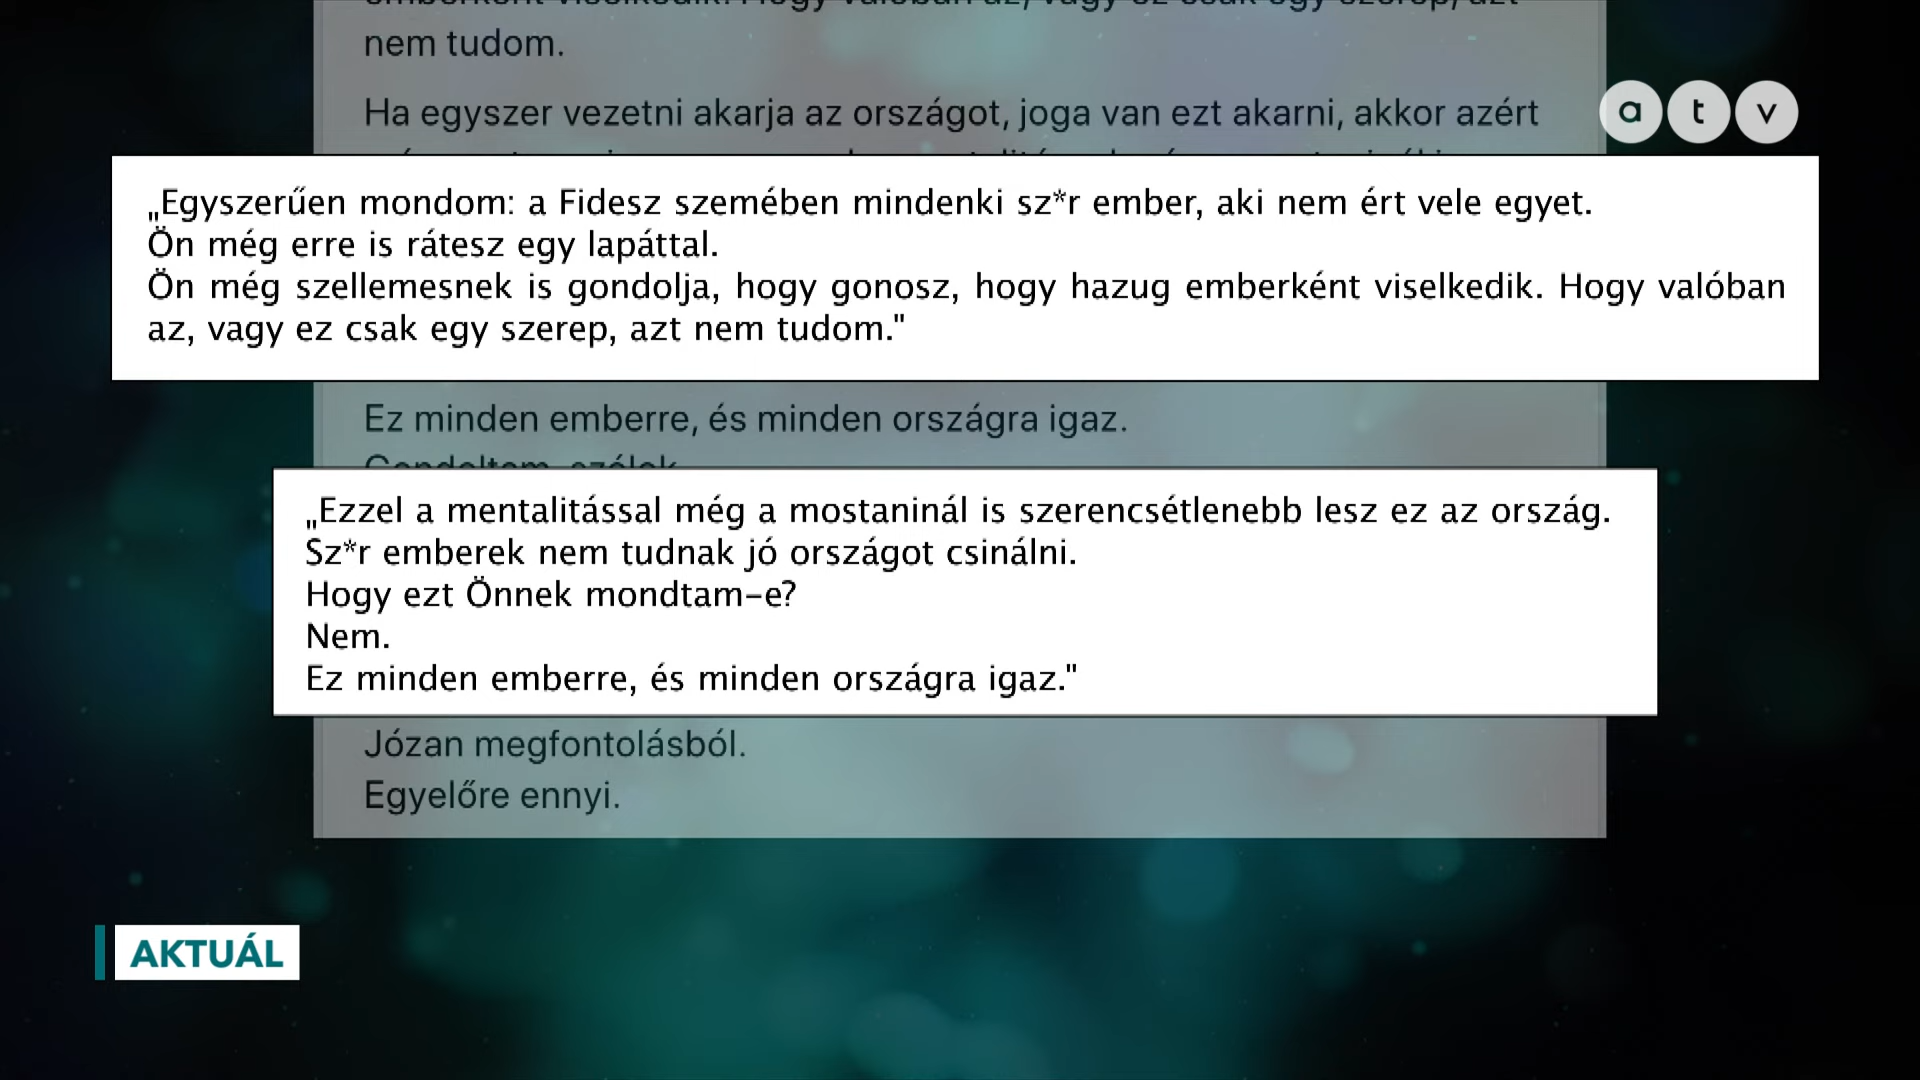 nem tudom.
Ha egyszer vezetni akarja az országot, joga van ezt akarni, akkor azért
a t v
„Egyszerűen mondom: a Fidesz szemében mindenki sz*r ember, aki nem ért vele egyet.
Ön még erre is rátesz egy lapáttal.
Ön még szellemesnek is gondolja, hogy gonosz, hogy hazug emberként viselkedik. Hogy valóban
az, vagy ez csak egy szerep, azt nem tudom."
Ez minden emberre, és minden országra igaz.
Gondoltam, szólok
„Ezzel a mentalitással még a mostaninál is szerencsétlenebb lesz ez az ország.
Sz*r emberek nem tudnak jó országot csinálni.
Hogy ezt Önnek mondtam-e?
Nem.
Ez minden emberre, és minden országra igaz."
Józan megfontolásból.
Egyelőre ennyi.
AKTUÁL